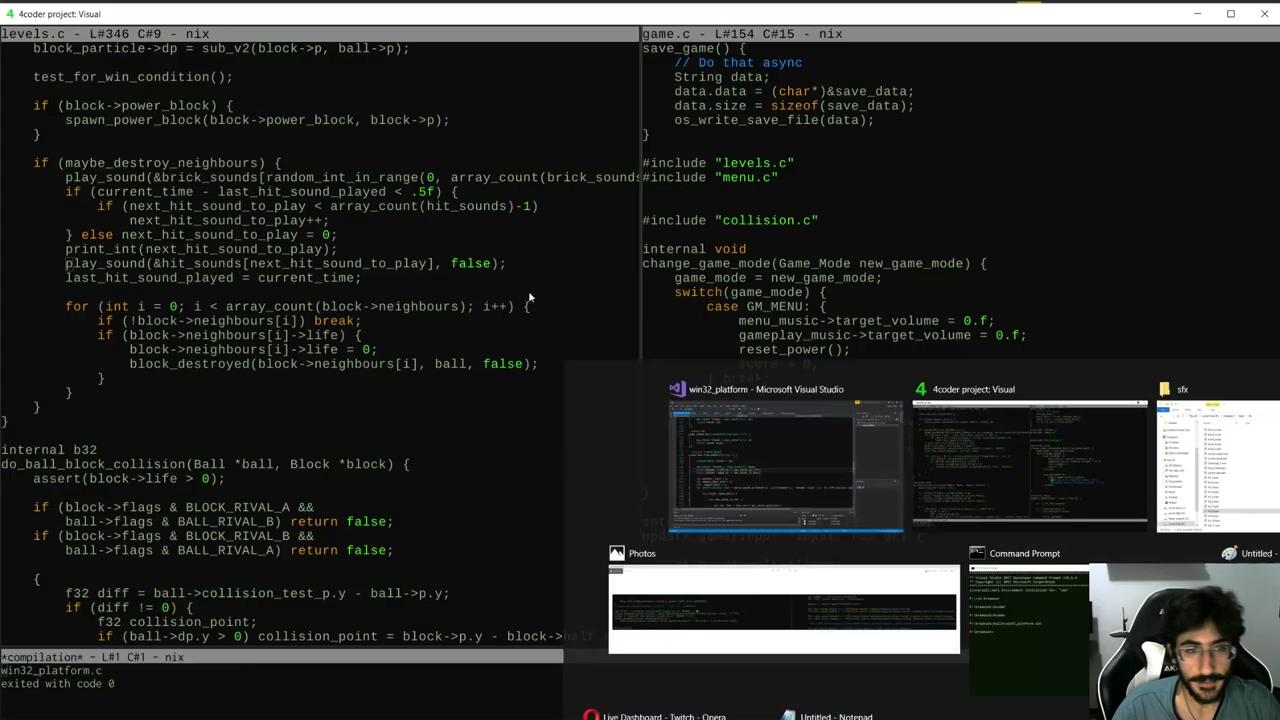 4coder project: Visual
levels.c - L#346 C#9 - nix
block_particle->dp = sub_v2(block->p, ball->p);
test_for_win_condition();
if (block->power_block) {
spawn_power_block(block->power_block, block->p);
}
if (maybe_destroy_neighbours) {
play_sound(&brick_sounds[random_int_in_range(0, array_count(brick_sounds
if (current_time - last_hit_sound_played < .5f) {
if (next_hit_sound_to_play < array_count(hit_sounds)-1)
next_hit_sound_to_play++;
} else next_hit_sound_to_play = 0;
print_int(next_hit_sound_to_play);
play_sound(&hit_sounds[next_hit_sound_to_play], false);
last_hit_sound_played = current_time;
for (int i = 0; i < array_count(block->neighbours); i++) {
if (!block->neighbours[i]) break;
if (block->neighbours[i]->life) {
block->neighbours[i]->life = 0;
block_destroyed(block->neighbours[i], ball, false);
}
}
}
}
internal b32
do_ball_block_collision(Ball *ball, Block *block) {
assert(block->life > 0);
if (block->flags & BLOCK_RIVAL_A &&
ball->flags & BALL_RIVAL_B) return false;
if (block->flags & BLOCK_RIVAL_B &&
ball->flags & BALL_RIVAL_A) return false;
{
f32 diff = ball->desired_p.y - ball->p.y;
if (diff != 0) {
f32 collision_point;
if (ball->dp.y > 0) collision_point = block->p.y - block->half
*compilation* - L#1 C#1 - nix
win32_platform.c
exited with code 0
game.c - L#154 C#15 - nix
save_game() {
// Do that async
String data;
data.data = (char*)&save_data;
data.size = sizeof(save_data);
os_write_save_file(data);
}
#include "levels.c"
#include "menu.c"
#include "collision.c"
internal void
change_game_mode(Game_Mode new_game_mode) {
game_mode = new_game_mode;
switch(game_mode) {
case GM_MENU: {
menu_music->target_volume = 0.f;
gameplay_music->target_volume = 0.f;
reset_power();
score = 0;
} break;
win32_platform - Microsoft Visual Studio
4coder project: Visual
sfx
Photos
Command Prompt
Untitled -
Live Dashboard - Twitch - Opera
Untitled - Notepad